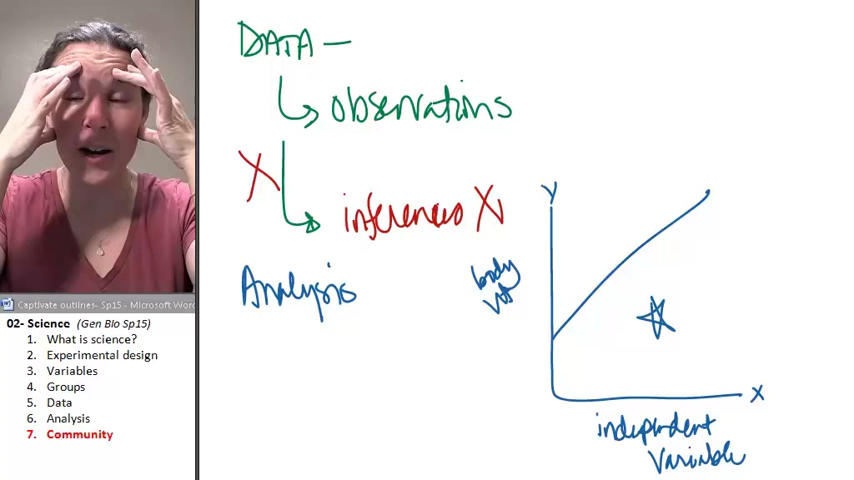 DATA —
observations
X
inferences X
Analysis
Y
body
X
independent
Variable
Captivate outlines- Sp15 - Microsoft Word
02- Science (Gen BIo Sp15)
1. What is science?
2. Experimental design
3. Variables
4. Groups
5. Data
6. Analysis
7. Community